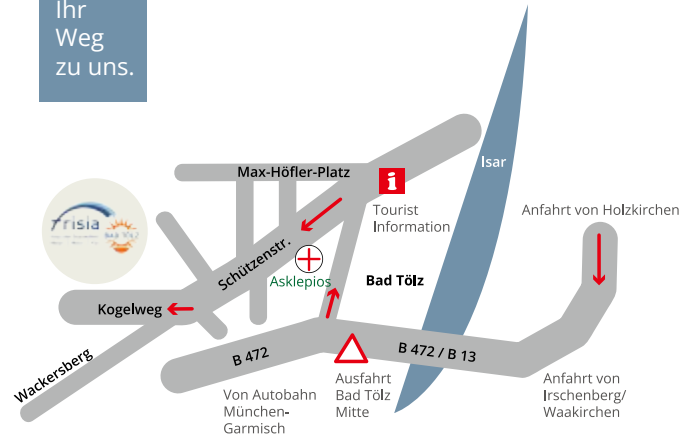 Ihr
Weg
zu uns.
Isar
Max-Höfler-Platz
i
Tourist
Information
Anfahrt von Holzkirchen
frisia
BAD TÖLZ
Schützenstr.
Asklepios
Bad Tölz
Kogelweg
Wackersberg
B 472
B 472 / B 13
Von Autobahn
München-
Garmisch
Ausfahrt
Bad Tölz
Mitte
Anfahrt von
Irschenberg/
Waakirchen